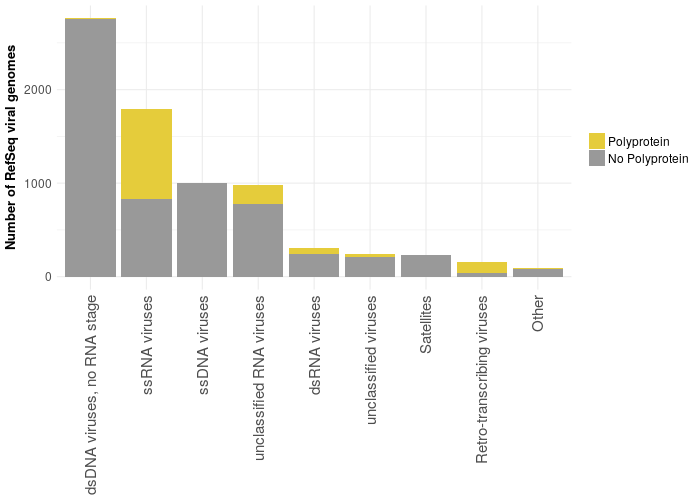 Number of RefSeq viral genomes
2000
1000
0
dsDNA viruses, no RNA stage
ssRNA viruses
ssDNA viruses
unclassified RNA viruses
dsRNA viruses
unclassified viruses
Satellites
Retro-transcribing viruses
Other
Polyprotein
No Polyprotein